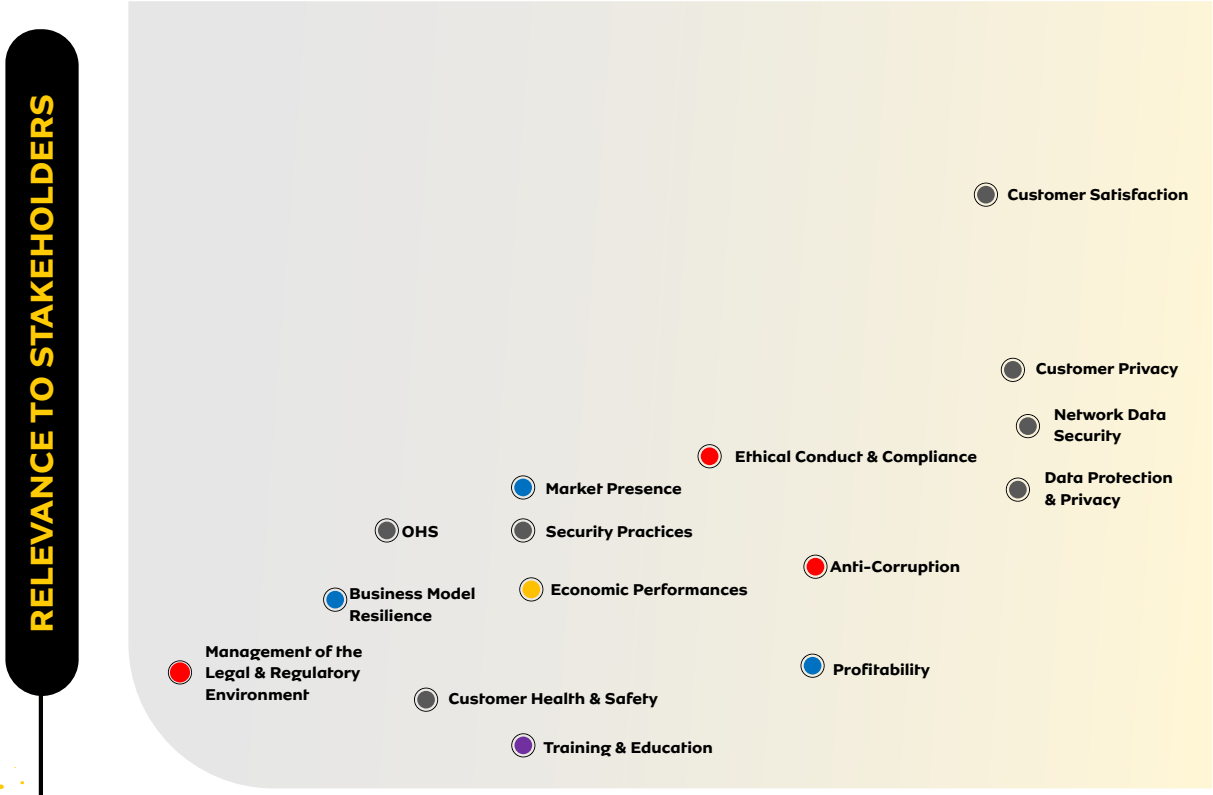 RELEVANCE TO STAKEHOLDERS
Customer Satisfaction
Customer Privacy
Network Data
Security
Ethical Conduct & Compliance
Data Protection
& Privacy
Market Presence
OHS
Security Practices
Anti-Corruption
Economic Performances
Business Model
Resilience
Management of the
Legal & Regulatory
Environment
Profitability
Customer Health & Safety
Training & Education